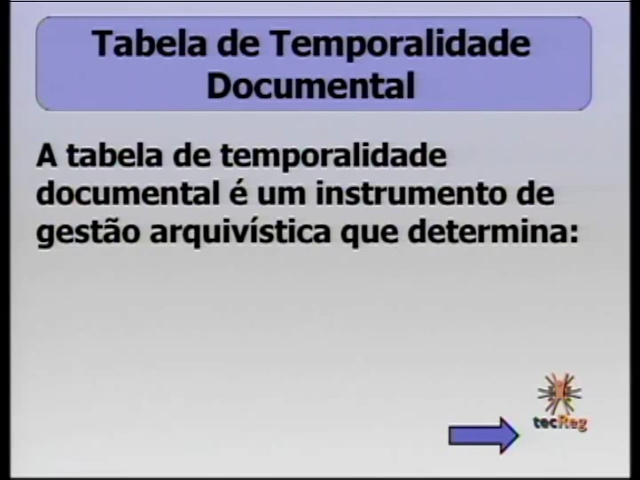 Tabela de Temporalidade
Documental
A tabela de temporalidade
documental é um instrumento de
gestão arquivística que determina:
tecReg